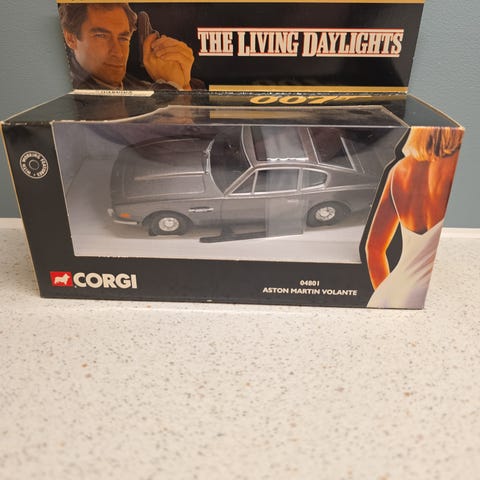 THE LIVING DAYLIGHTS
007
CORGI
04801
ASTON MARTIN VOLANTE